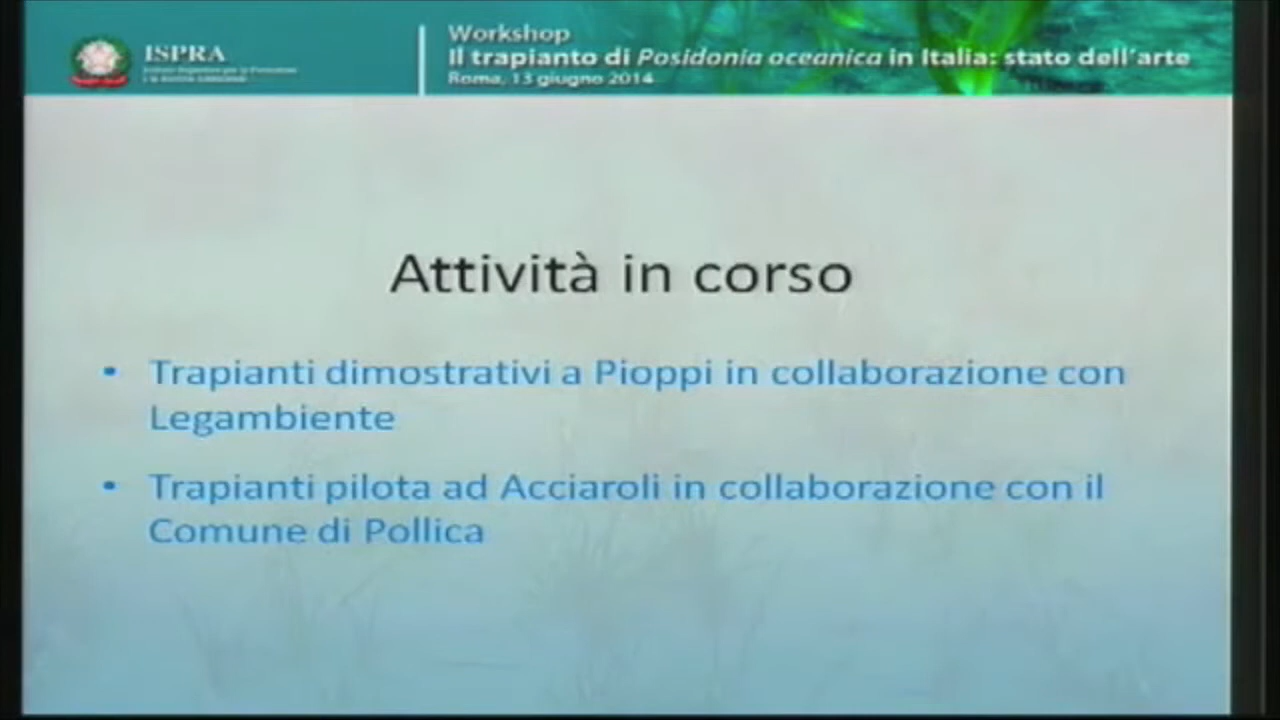 ISPRA
Workshop
Il trapianto di Posidonia oceanica in Italia: stato dell'arte
Roma, 13 giugno 2014
Attività in corso
• Trapianti dimostrativi a Pioppi in collaborazione con
Legambiente
• Trapianti pilota ad Acciaroli in collaborazione con il
Comune di Pollica